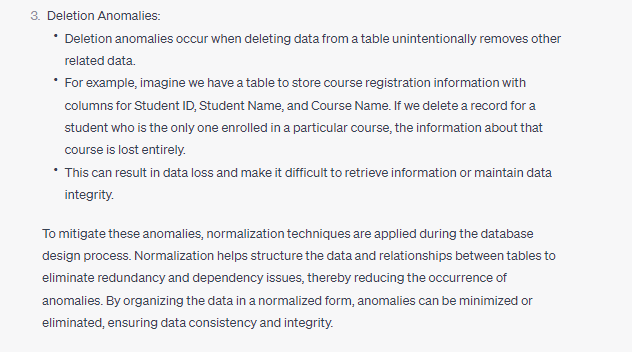 3. Deletion Anomalies:
• Deletion anomalies occur when deleting data from a table unintentionally removes other
related data.
• For example, imagine we have a table to store course registration information with
columns for Student ID, Student Name, and Course Name. If we delete a record for a
student who is the only one enrolled in a particular course, the information about that
course is lost entirely.
• This can result in data loss and make it difficult to retrieve information or maintain data
integrity.
To mitigate these anomalies, normalization techniques are applied during the database
design process. Normalization helps structure the data and relationships between tables to
eliminate redundancy and dependency issues, thereby reducing the occurrence of
anomalies. By organizing the data in a normalized form, anomalies can be minimized or
eliminated, ensuring data consistency and integrity.